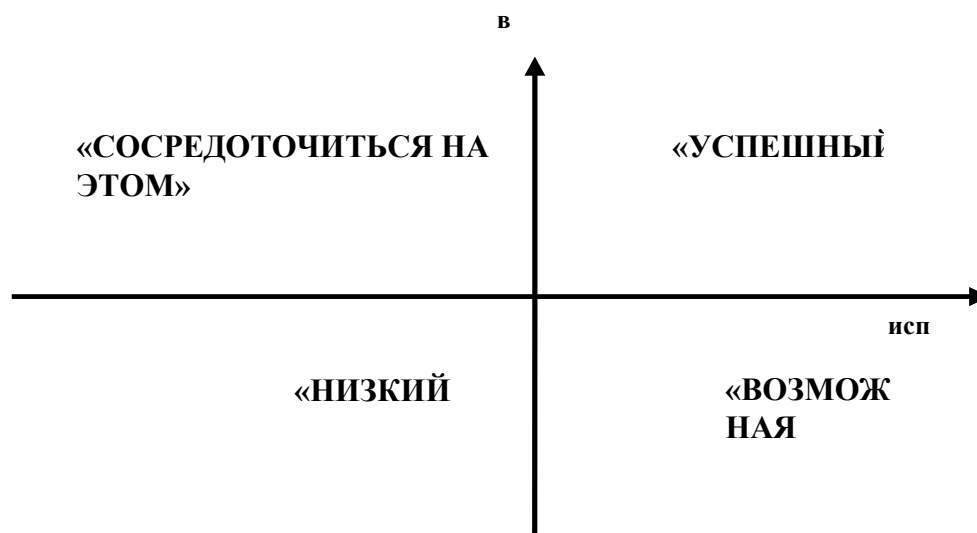 в
«СОСРЕДОТОЧИТЬСЯ НА
ЭТОМ»
«УСПЕШНЫЙ
исп
«НИЗКИЙ
«ВОЗМОЖ
НАЯ